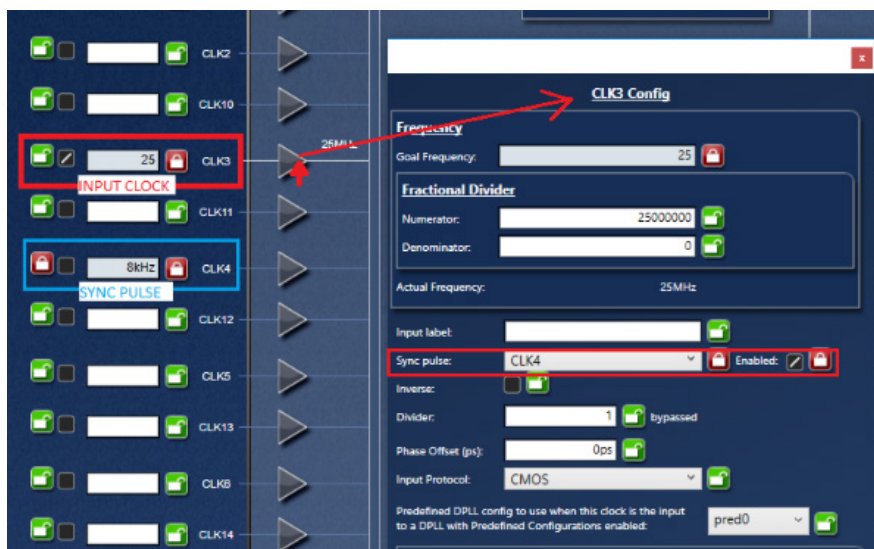 CLK2
CLK10
25 CLK3
INPUT CLOCK
25MHz
CLK11
8kHz CLK4
SYNC PULSE
CLK12
CLK5
CLK13
CLK6
CLK14
x
CLK3 Config
Frequency
Goal Frequency: 25
Fractional Divider
Numerator: 25000000
Denominator: 0
Actual Frequency: 25MHz
Input label:
Sync pulse: CLK4 Enabled:
Inverse:
Divider: 1 bypassed
Phase Offset (ps): 0ps
Input Protocol: CMOS
Predefined DPLL config to use when this clock is the input
to a DPLL with Predefined Configurations enabled: pred0